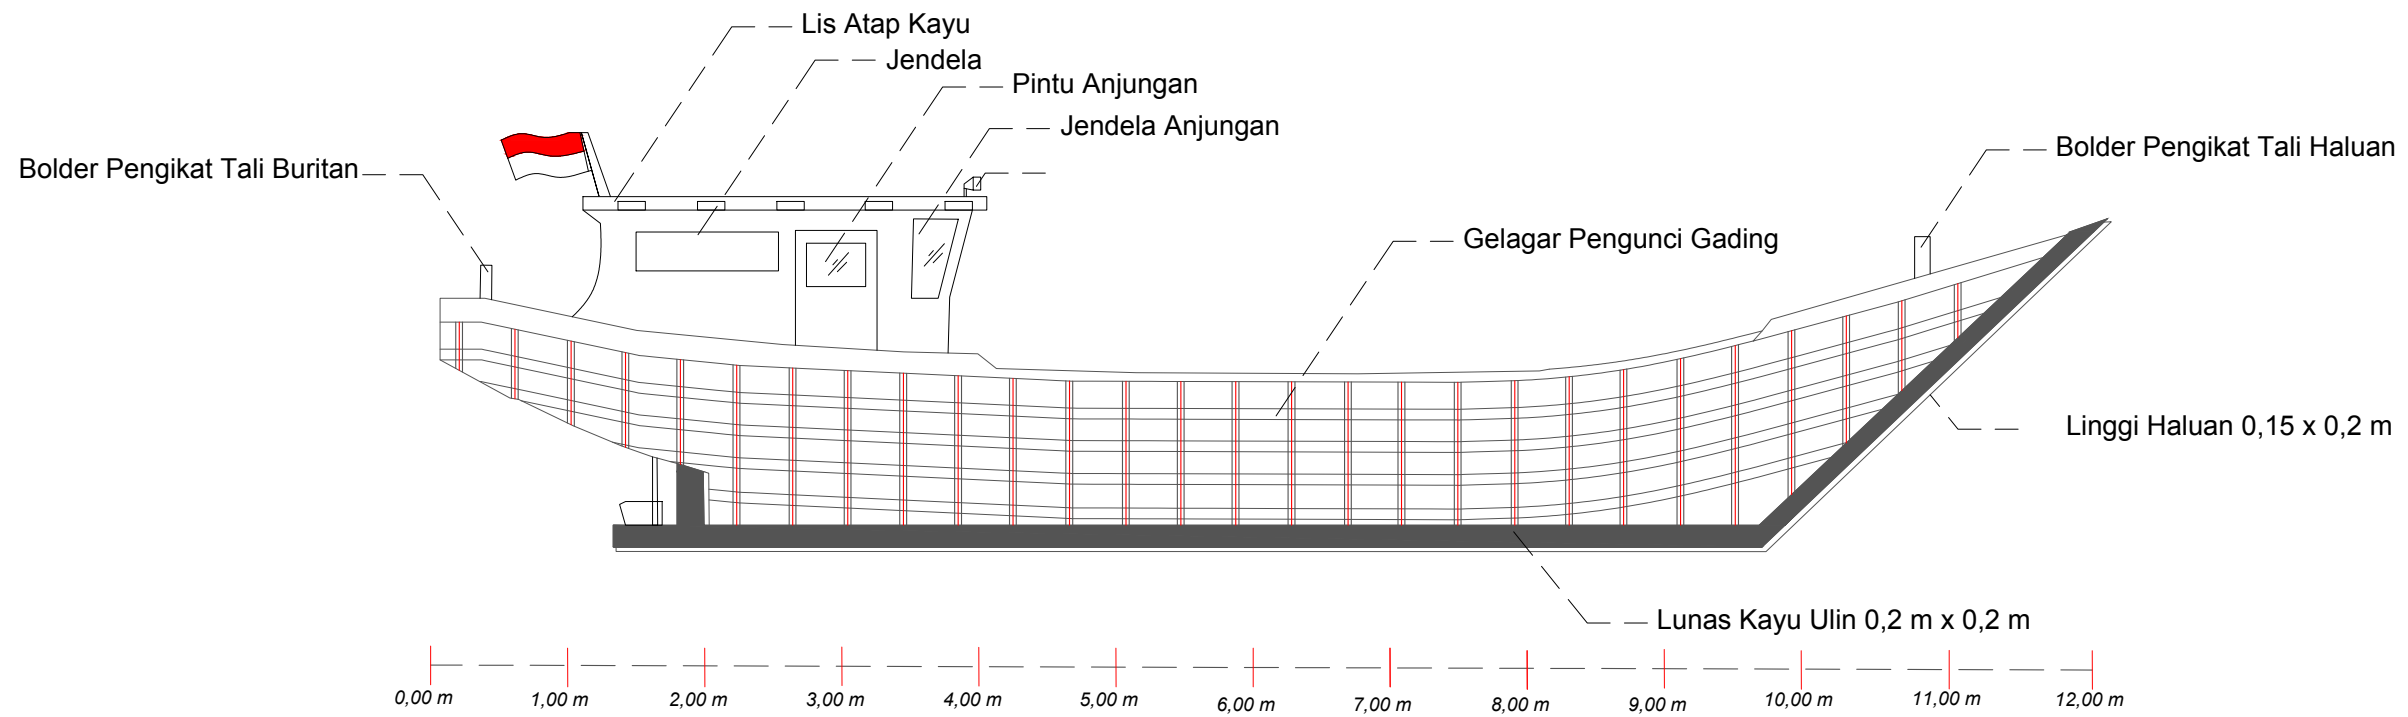 Lis Atap Kayu
Jendela
Pintu Anjungan
Jendela Anjungan
Bolder Pengikat Tali Buritan
Bolder Pengikat Tali Haluan
Gelagar Pengunci Gading
Linggi Haluan 0,15 x 0,2 m
Lunas Kayu Ulin 0,2 m x 0,2 m
0,00 m
1,00 m
2,00 m
3,00 m
4,00 m
5,00 m
6,00 m
7,00 m
8,00 m
9,00 m
10,00 m
11,00 m
12,00 m